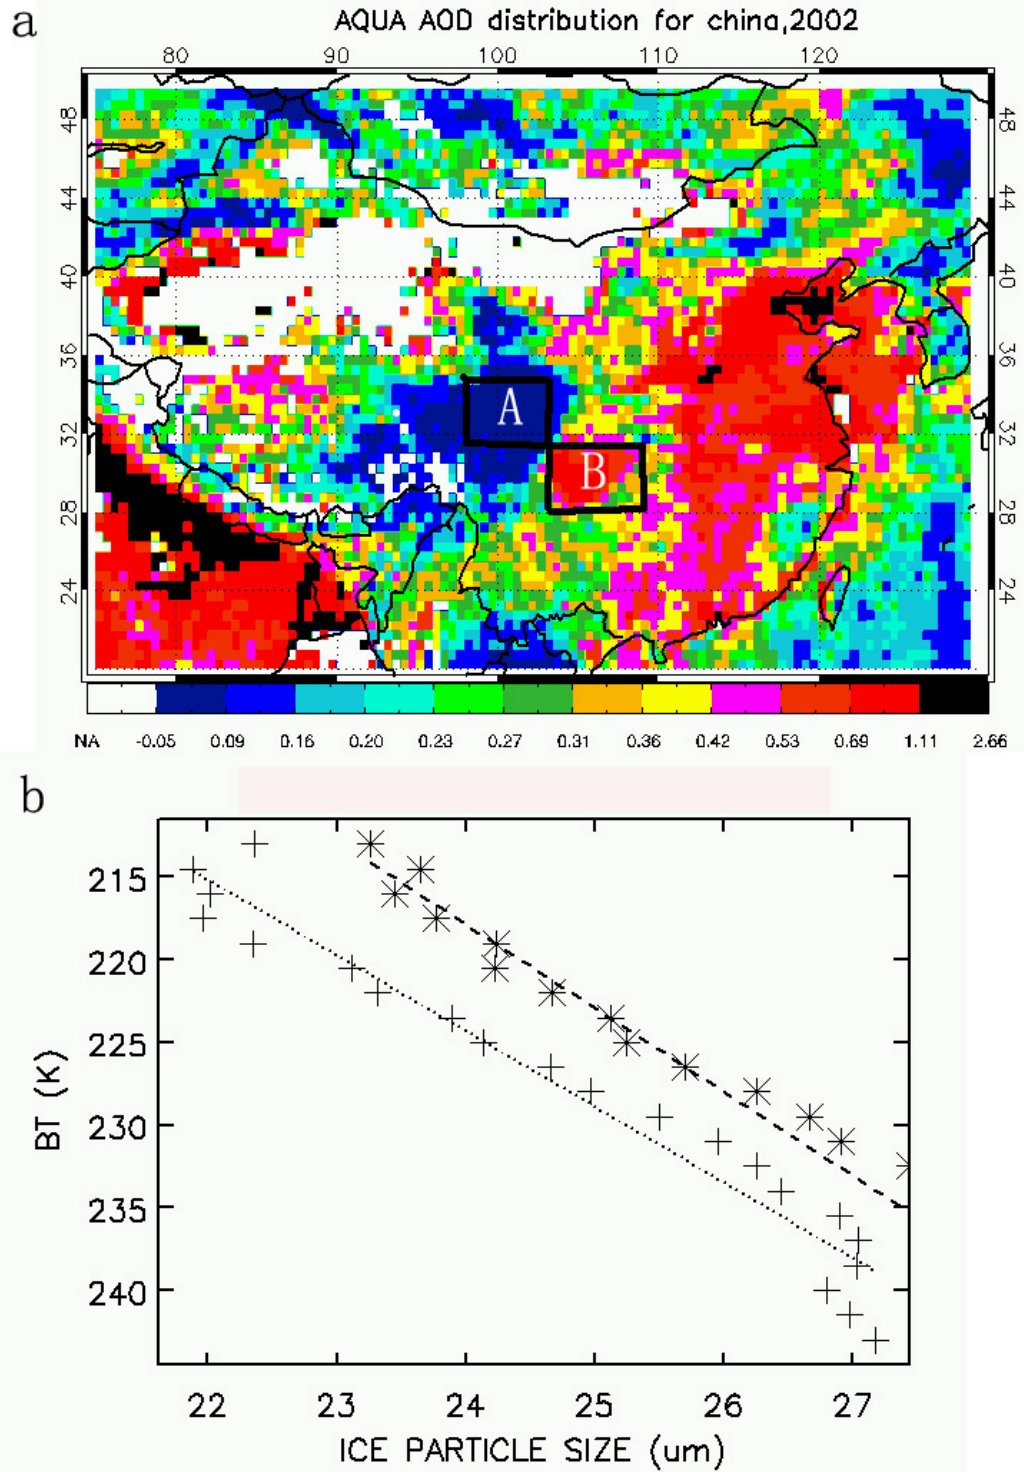 a
AQUA AOD distribution for china,2002
80 90 100 110 120
48 48
44 44
40 40
36 36
A
32 32
B
28 28
24 24
NA -0.05 0.09 0.16 0.20 0.23 0.27 0.31 0.36 0.42 0.53 0.69 1.11 2.66
b
215
220
225
BT (K)
230
235
240
22 23 24 25 26 27
ICE PARTICLE SIZE (um)